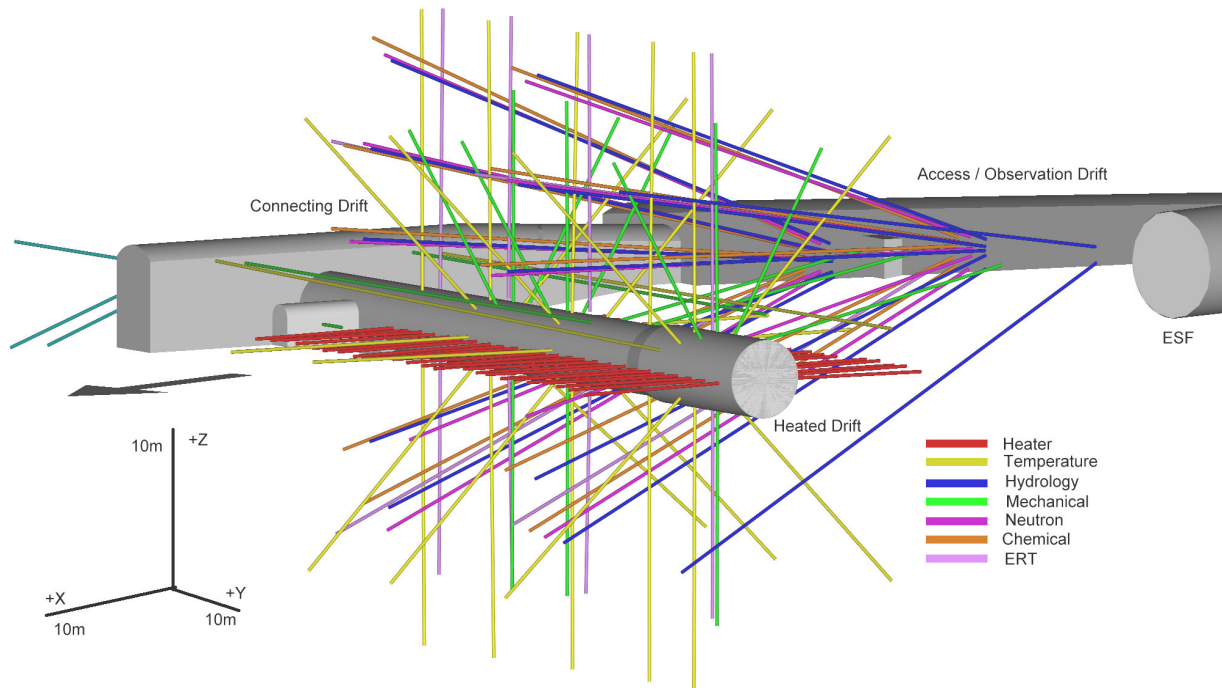 Access / Observation Drift
Connecting Drift
ESF
Heated Drift
10m
+Z
+X
10m
+Y
10m
Heater
Temperature
Hydrology
Mechanical
Neutron
Chemical
ERT